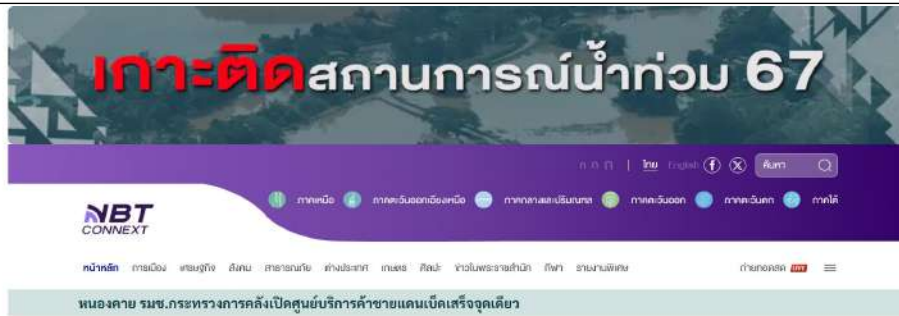 เกาะติดสถานการณ์น้ำท่วม 67
ก ก ก | ไทย English ค้นหา
NBT
CONNEXT
ภาคเหนือ ภาคตะวันออกเฉียงเหนือ ภาคกลางและปริมณฑล ภาคตะวันออก ภาคตะวันตก ภาคใต้
หน้าหลัก การเมือง เศรษฐกิจ สังคม สาธารณภัย ต่างประเทศ เกษตร ศิลปะ ข่าวในพระราชสำนัก กีฬา รายงานพิเศษ ถ่ายทอดสด LIVE
หนองคาย รมช.กระทรวงการคลังเปิดศูนย์บริการค้าชายแดนเบ็ดเสร็จจุดเดียว